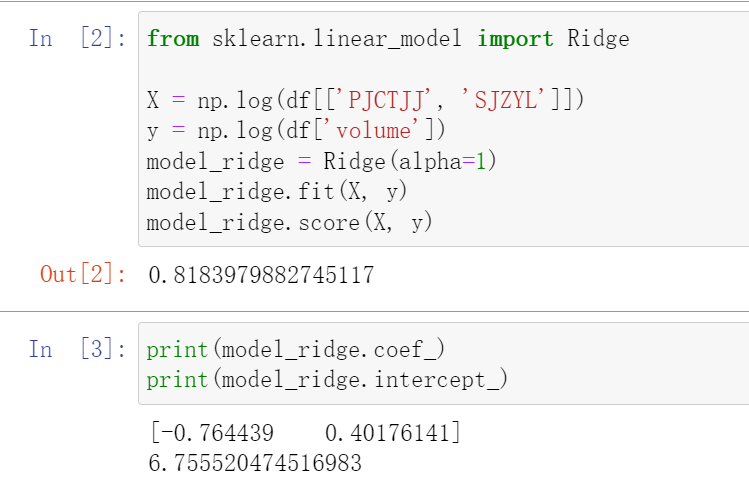 In [2]: from sklearn.linear_model import Ridge
X = np.log(df[['PJCTJJ', 'SJZYL']])
y = np.log(df['volume'])
model_ridge = Ridge(alpha=1)
model_ridge.fit(X, y)
model_ridge.score(X, y)
Out[2]: 0.8183979882745117
In [3]: print(model_ridge.coef_)
print(model_ridge.intercept_)
[-0.764439    0.40176141]
6.755520474516983